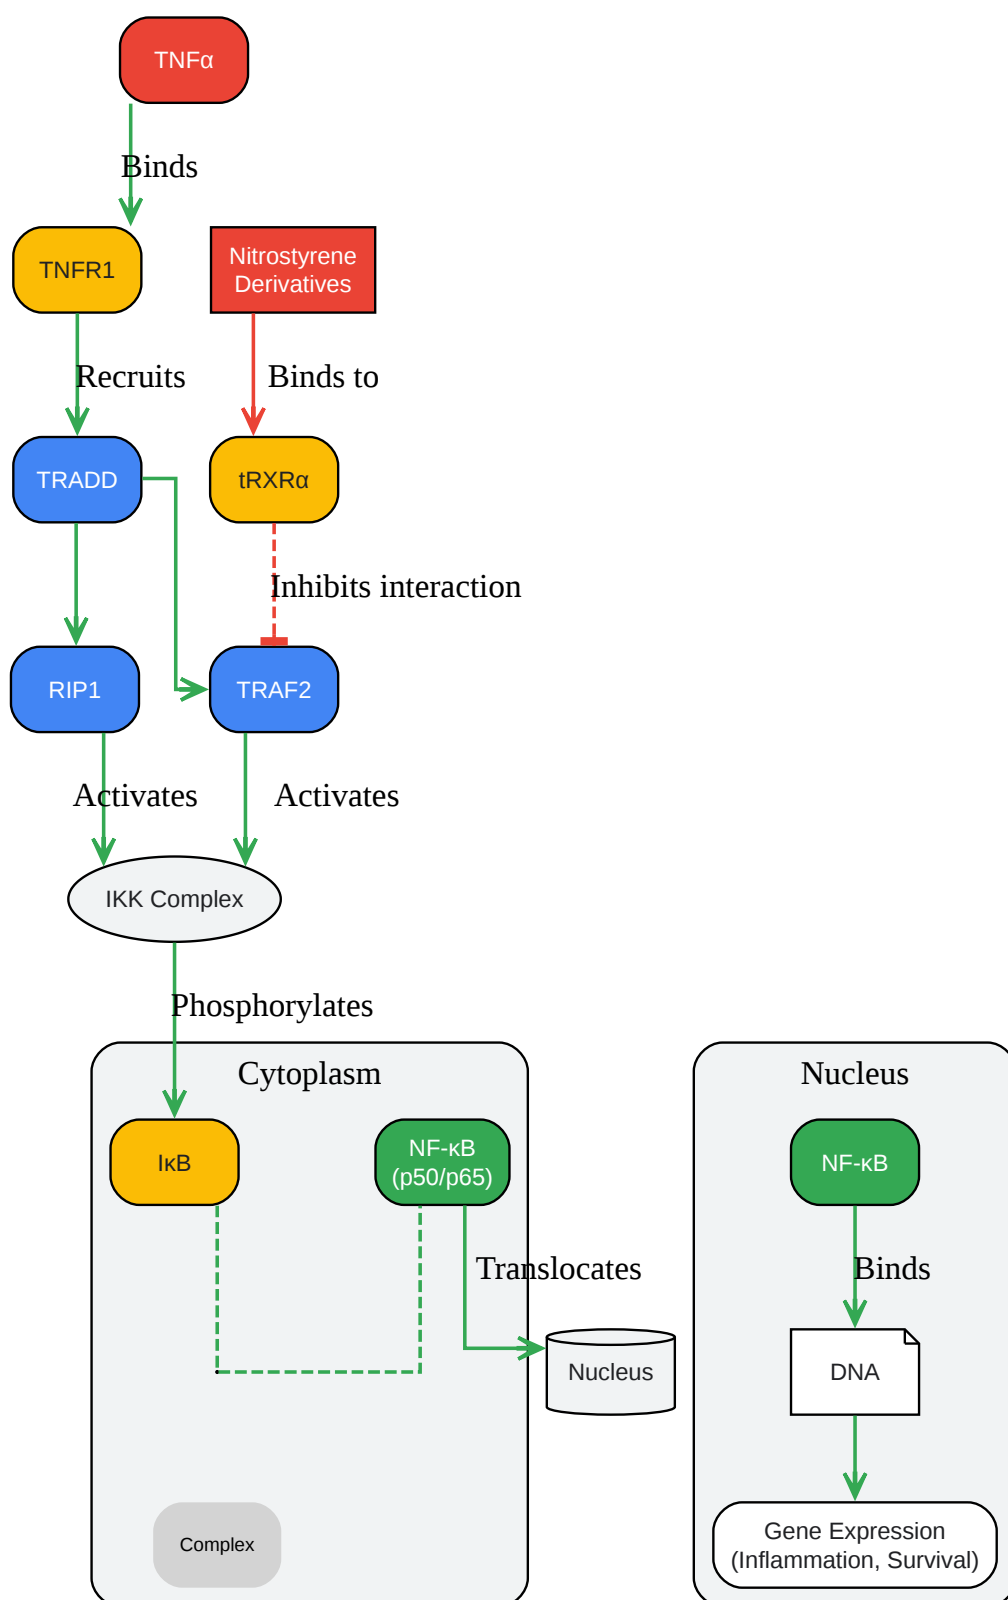 TNFα
Binds
TNFR1
Nitrostyrene
Derivatives
Recruits
Binds to
TRADD
tRXRα
Inhibits interaction
RIP1
TRAF2
Activates
Activates
IKK Complex
Phosphorylates
Cytoplasm
Nucleus
IκB
NF-κB
(p50/p65)
NF-κB
Translocates
Binds
Nucleus
DNA
Complex
Gene Expression
(Inflammation, Survival)